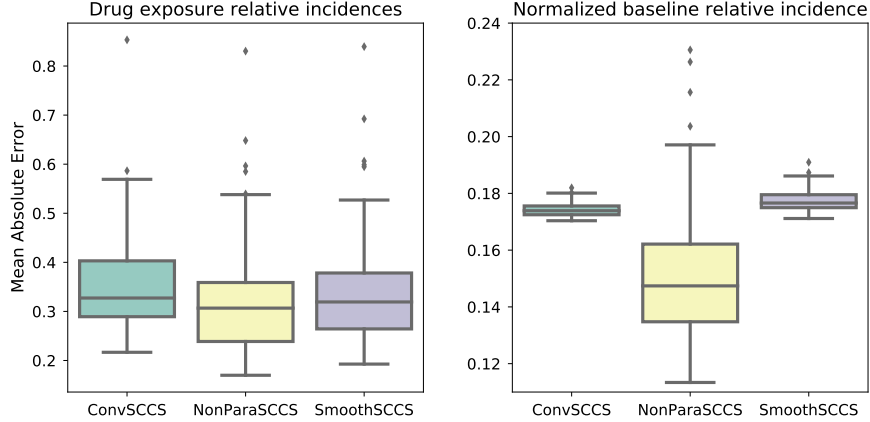 Drug exposure relative incidences
Mean Absolute Error
0.8
0.7
0.6
0.5
0.4
0.3
0.2
ConvSCCS NonParaSCCS SmoothSCCS
Normalized baseline relative incidence
0.24
0.22
0.20
0.18
0.16
0.14
0.12
ConvSCCS NonParaSCCS SmoothSCCS